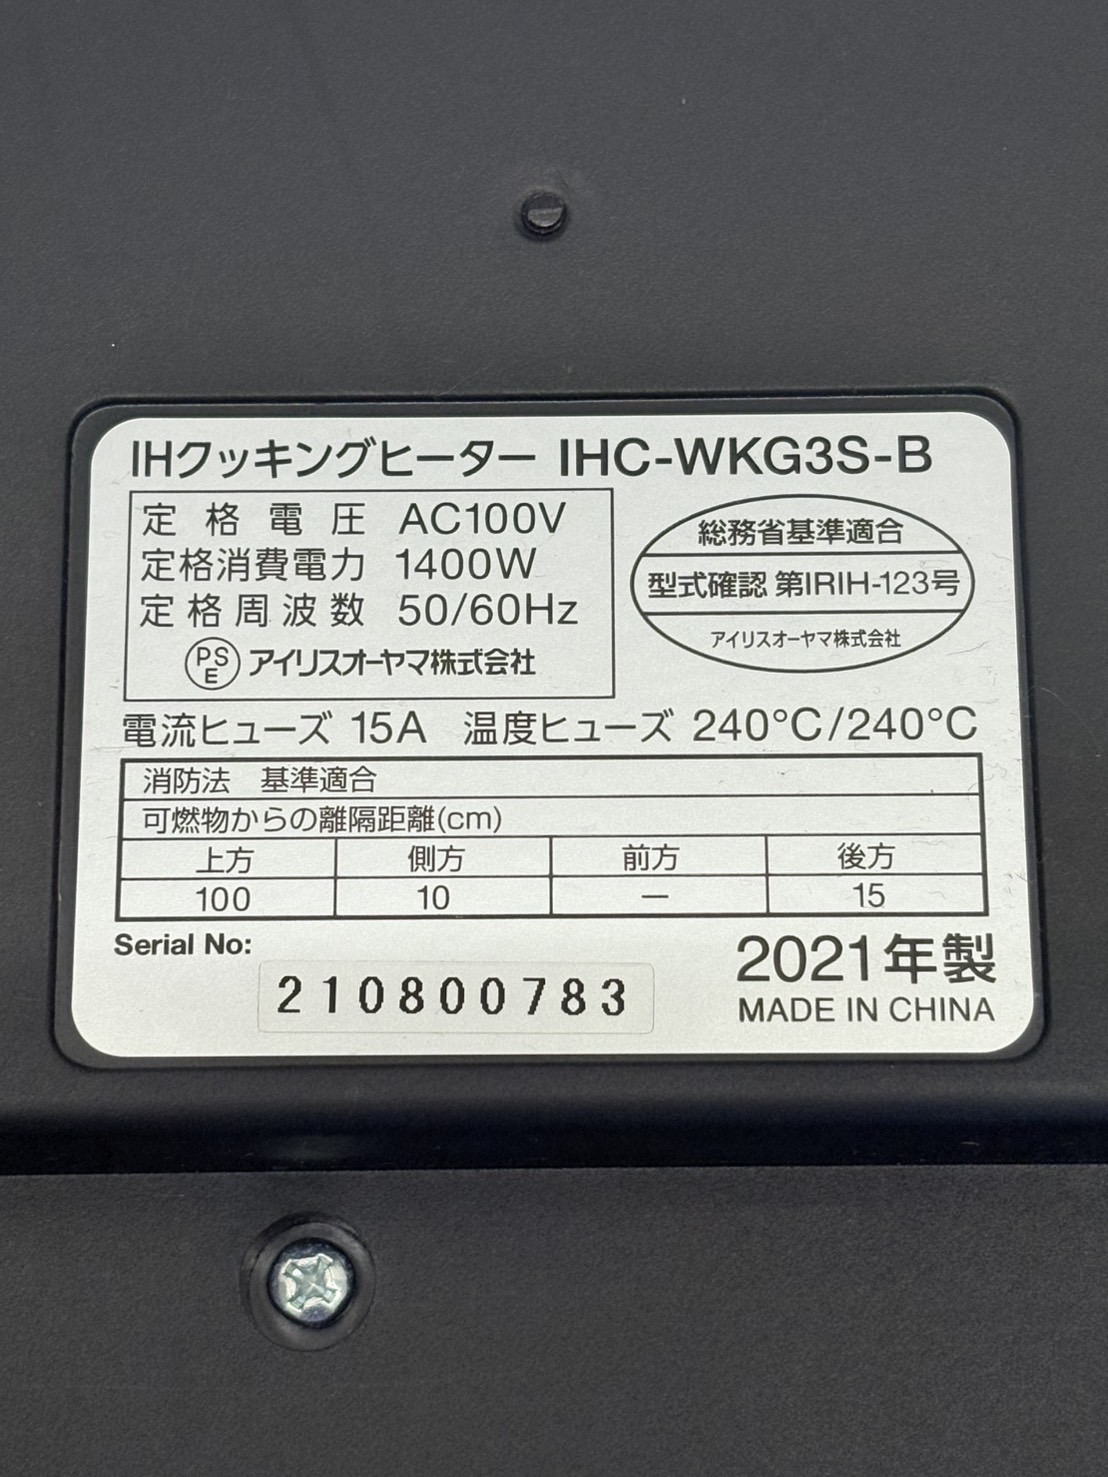 IHクッキングヒーター IHC-WKG3S-B
定格電圧 AC100V
定格消費電力 1400W
定格周波数 50/60Hz
PSE アイリスオーヤマ株式会社
総務省基準適合
型式確認 第IRIH-123号
アイリスオーヤマ株式会社
電流ヒューズ 15A 温度ヒューズ 240°C/240°C
消防法 基準適合
可燃物からの離隔距離(cm)
上方 側方 前方 後方
100 10 — 15
Serial No:
210800783
2021年製
MADE IN CHINA